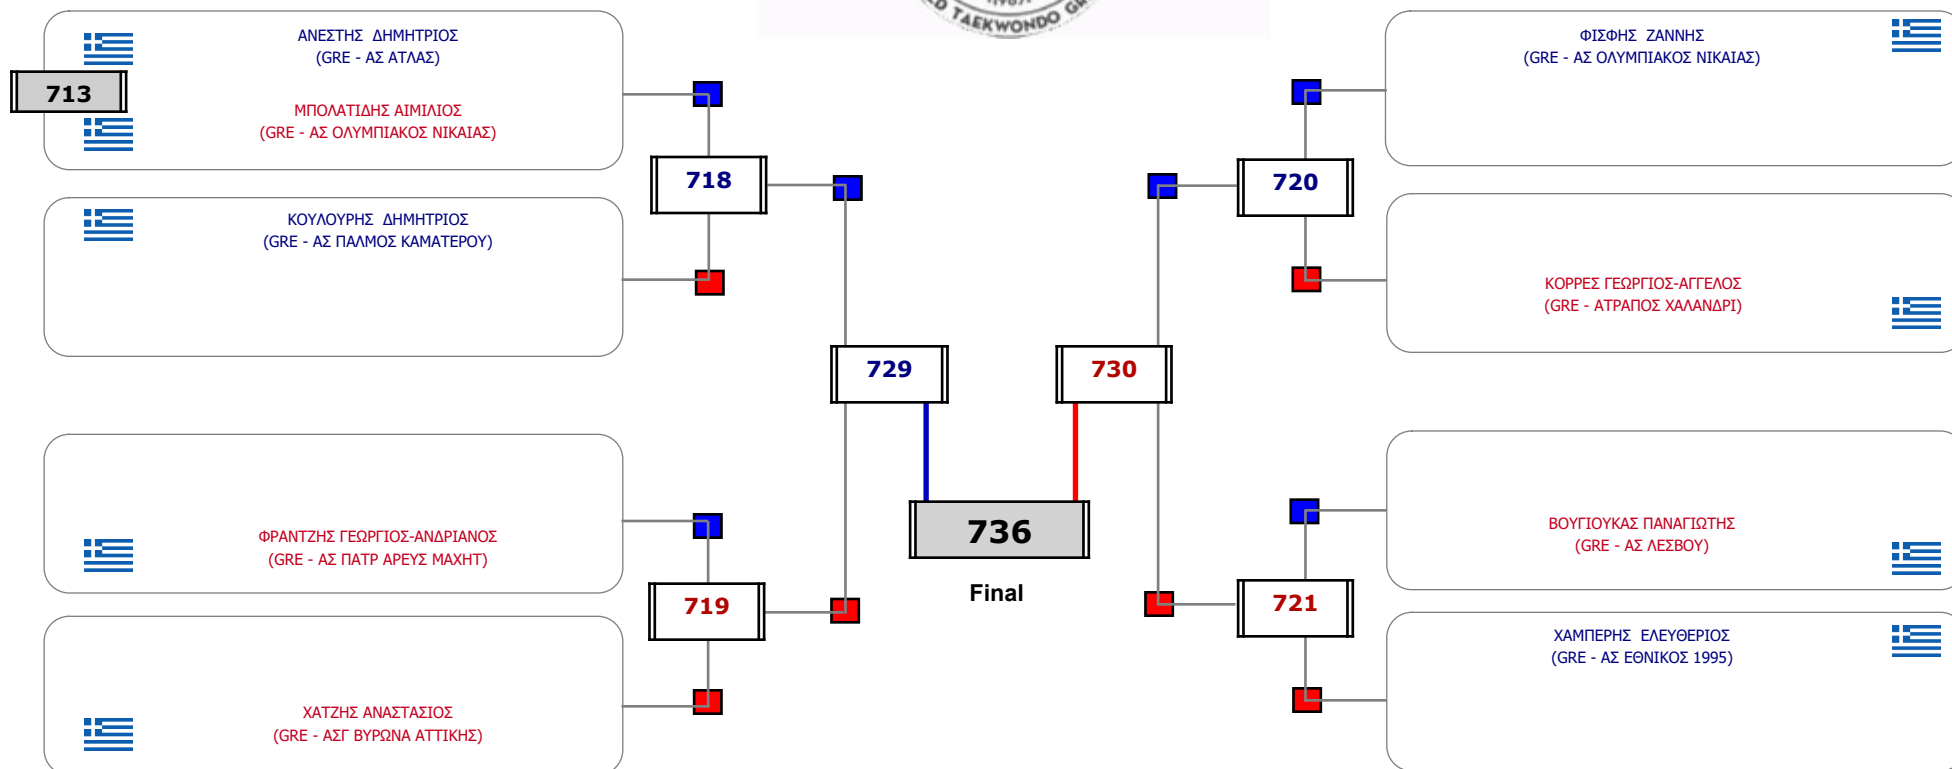 (1987)
ED TAEKWONDO GR
ΑΝΕΣΤΗΣ ΔΗΜΗΤΡΙΟΣ
(GRE - ΑΣ ΑΤΛΑΣ)
713
ΜΠΟΛΑΤΙΔΗΣ ΑΙΜΙΛΙΟΣ
(GRE - ΑΣ ΟΛΥΜΠΙΑΚΟΣ ΝΙΚΑΙΑΣ)
718
ΚΟΥΛΟΥΡΗΣ ΔΗΜΗΤΡΙΟΣ
(GRE - ΑΣ ΠΑΛΜΟΣ ΚΑΜΑΤΕΡΟΥ)
729
ΦΡΑΝΤΖΗΣ ΓΕΩΡΓΙΟΣ-ΑΝΔΡΙΑΝΟΣ
(GRE - ΑΣ ΠΑΤΡ ΑΡΕΥΣ ΜΑΧΗΤ)
719
ΧΑΤΖΗΣ ΑΝΑΣΤΑΣΙΟΣ
(GRE - ΑΣΓ ΒΥΡΩΝΑ ΑΤΤΙΚΗΣ)
736
Final
ΦΙΣΦΗΣ ΖΑΝΝΗΣ
(GRE - ΑΣ ΟΛΥΜΠΙΑΚΟΣ ΝΙΚΑΙΑΣ)
720
ΚΟΡΡΕΣ ΓΕΩΡΓΙΟΣ-ΑΓΓΕΛΟΣ
(GRE - ΑΤΡΑΠΟΣ ΧΑΛΑΝΔΡΙ)
730
ΒΟΥΓΙΟΥΚΑΣ ΠΑΝΑΓΙΩΤΗΣ
(GRE - ΑΣ ΛΕΣΒΟΥ)
721
ΧΑΜΠΕΡΗΣ ΕΛΕΥΘΕΡΙΟΣ
(GRE - ΑΣ ΕΘΝΙΚΟΣ 1995)